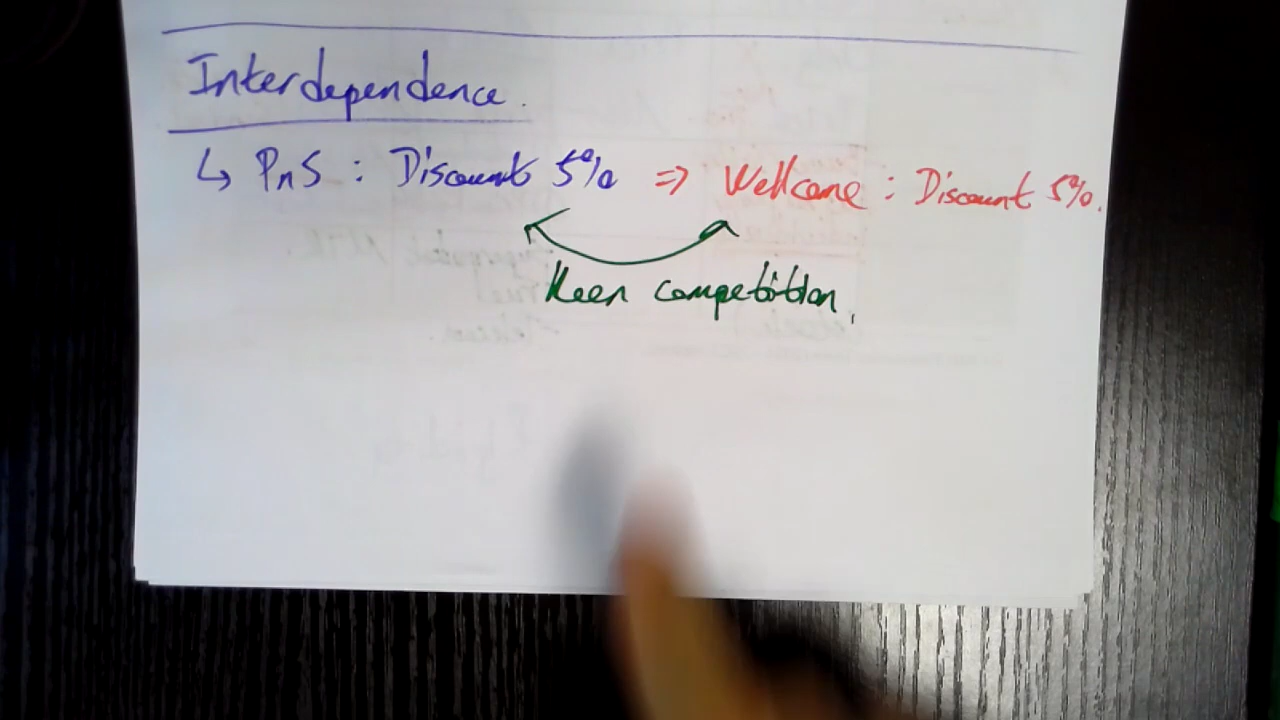 Interdependence.
↳ PnS : Discount 5% ⇒ Wellcome : Discount 5%.
Keen competition,